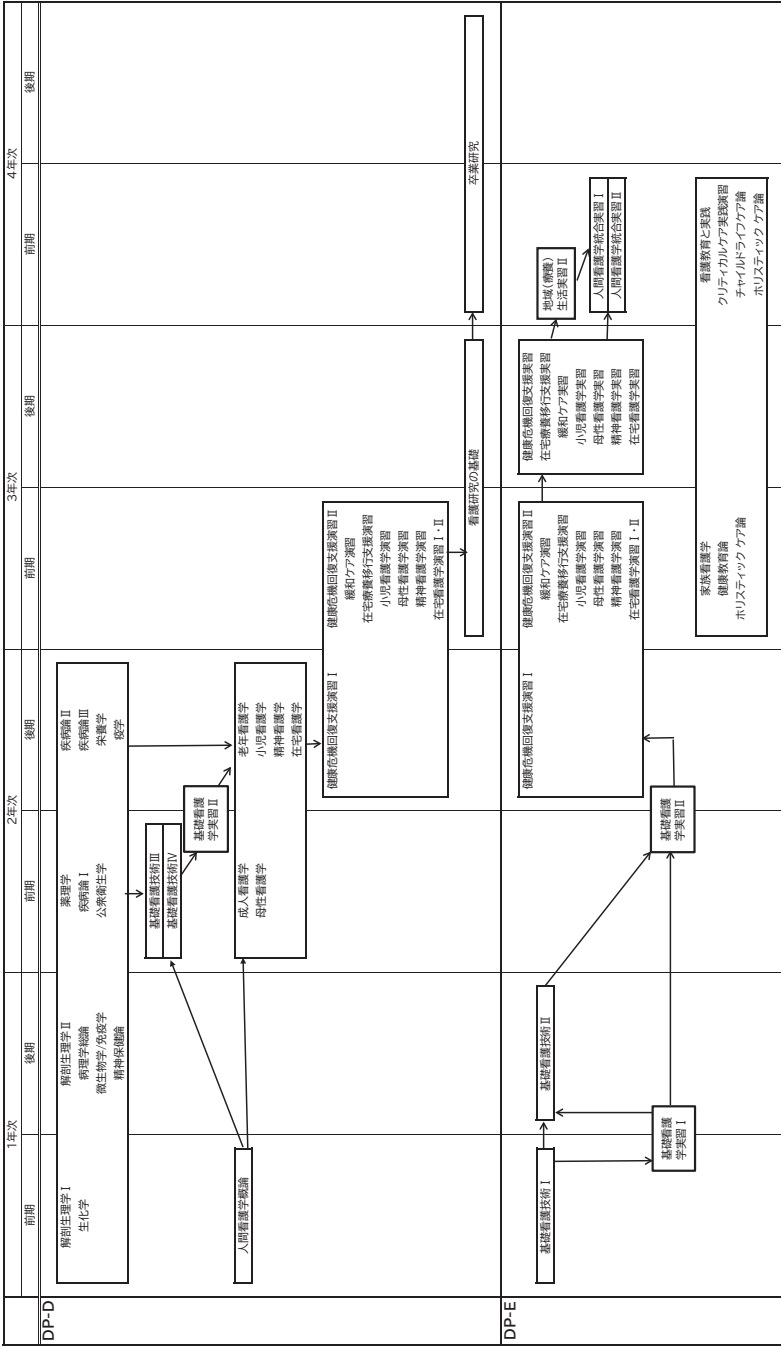 1年次
2年次
3年次
4年次
前期
後期
前期
後期
前期
後期
前期
後期
DP-D
解剖生理学Ⅰ
生化学
解剖生理学Ⅱ
病理学総論
微生物学/免疫学
精神保健論
薬理学
疾病論Ⅰ
公衆衛生学
疾病論Ⅱ
疾病論Ⅲ
栄養学
疫学
基礎看護技術Ⅲ
基礎看護技術Ⅳ
基礎看護
学実習Ⅱ
人間看護学概論
成人看護学
母性看護学
老年看護学
小児看護学
精神看護学
在宅看護学
健康危機回復支援演習Ⅰ
健康危機回復支援演習Ⅱ
緩和ケア演習
在宅療養移行支援演習
小児看護学演習
母性看護学演習
精神看護学演習
在宅看護学演習Ⅰ・Ⅱ
看護研究の基礎
卒業研究
DP-E
基礎看護技術Ⅰ
基礎看護技術Ⅱ
基礎看護
学実習Ⅰ
基礎看護
学実習Ⅱ
健康危機回復支援演習Ⅰ
健康危機回復支援演習Ⅱ
緩和ケア演習
在宅療養移行支援演習
小児看護学演習
母性看護学演習
精神看護学演習
在宅看護学演習Ⅰ・Ⅱ
健康危機回復支援実習
在宅療養移行支援実習
緩和ケア実習
小児看護学実習
母性看護学実習
精神看護学実習
在宅看護学実習
地域(療養)
生活実習Ⅱ
人間看護学統合実習Ⅰ
人間看護学統合実習Ⅱ
家族看護学
健康教育論
ホリスティック ケア論
看護教育と実践
クリティカルケア実践演習
チャイルドライフケア論
ホリスティック ケア論